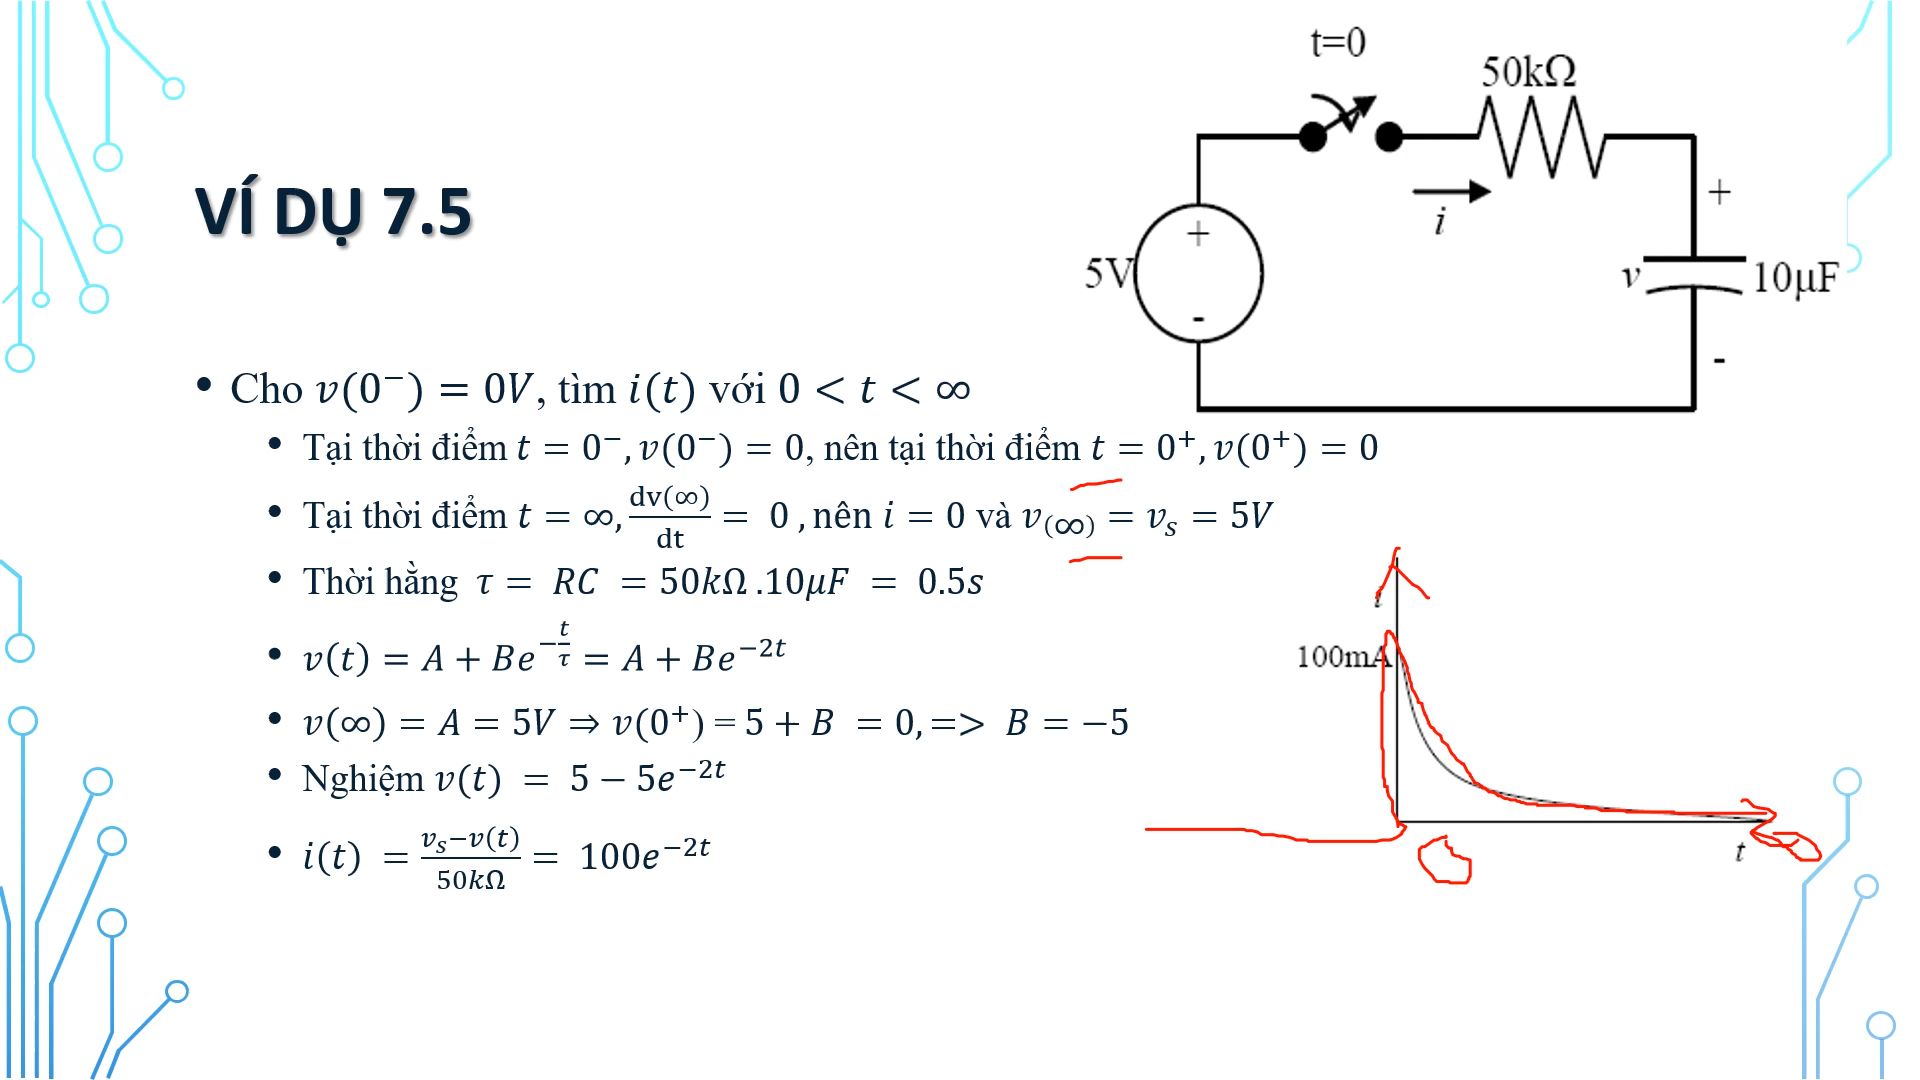 t=0
50kΩ
i
+
-
5V
+
v
10μF
-
VÍ DỤ 7.5
• Cho v(0⁻) = 0V, tìm i(t) với 0 < t < ∞
• Tại thời điểm t = 0⁻, v(0⁻) = 0, nên tại thời điểm t = 0⁺, v(0⁺) = 0
• Tại thời điểm t = ∞, dv(∞)/dt = 0 , nên i = 0 và v₍∞₎ = vₛ = 5V
• Thời hằng τ = RC = 50kΩ .10μF = 0.5s
• v(t) = A + Be^(−t/τ) = A + Be^(−2t)
• v(∞) = A = 5V ⇒ v(0⁺) = 5 + B = 0, => B = −5
• Nghiệm v(t) = 5 − 5e^(−2t)
• i(t) = (vₛ−v(t))/50kΩ = 100e^(−2t)
i
100mA
t